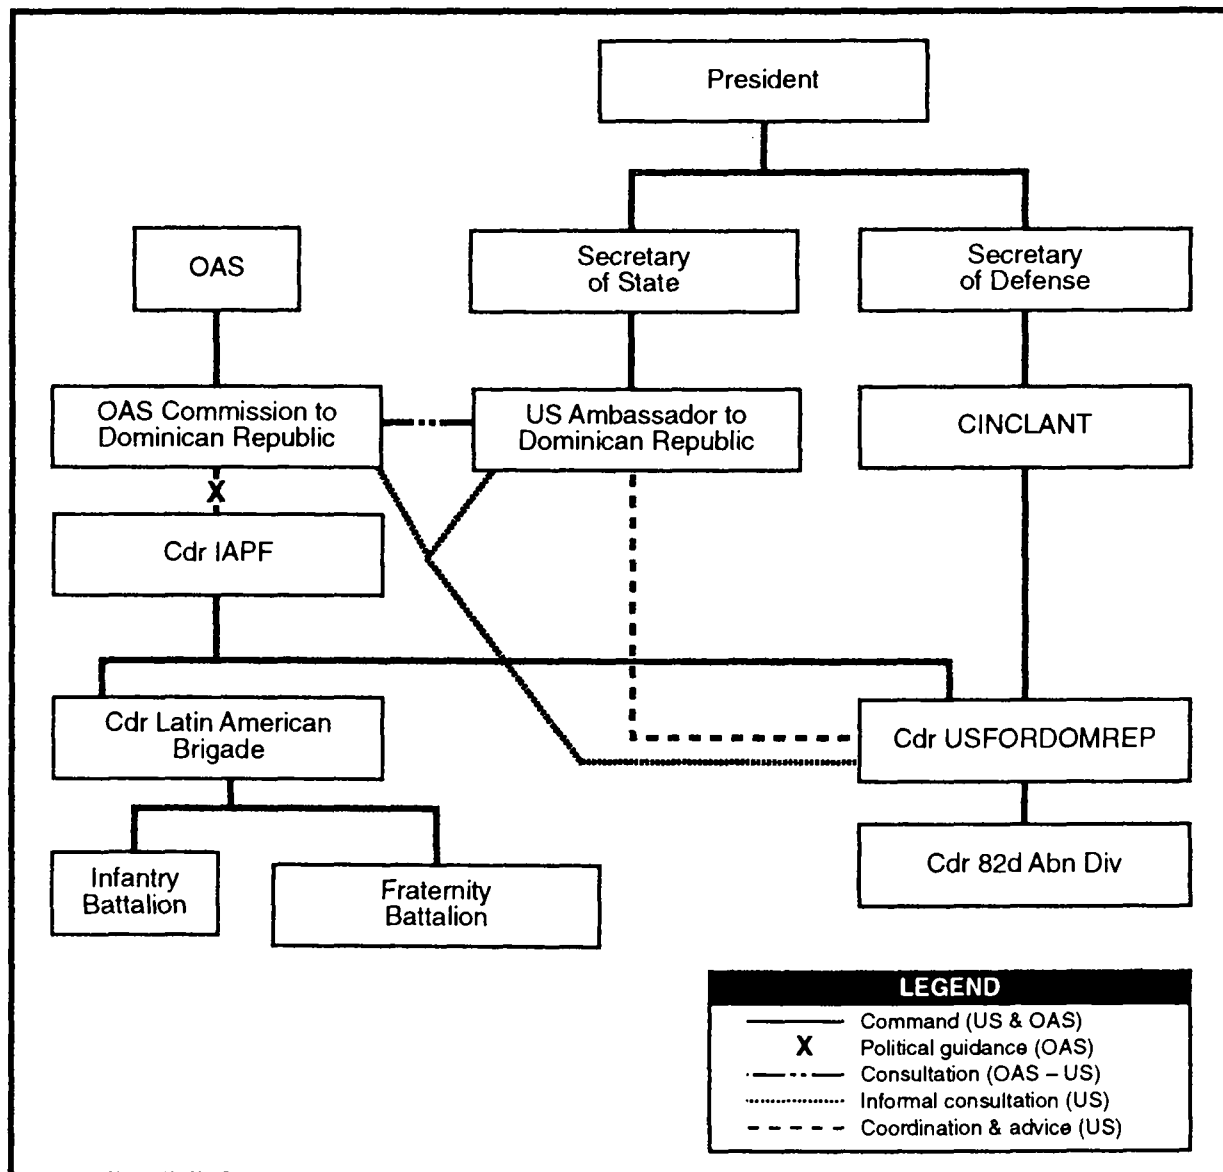 President
OAS
Secretary
of State
Secretary
of Defense
OAS Commission to
Dominican Republic
US Ambassador to
Dominican Republic
CINCLANT
X
Cdr IAPF
Cdr Latin American
Brigade
Cdr USFORDOMREP
Infantry
Battalion
Fraternity
Battalion
Cdr 82d Abn Div
LEGEND
Command (US & OAS)
X Political guidance (OAS)
Consultation (OAS – US)
Informal consultation (US)
Coordination & advice (US)